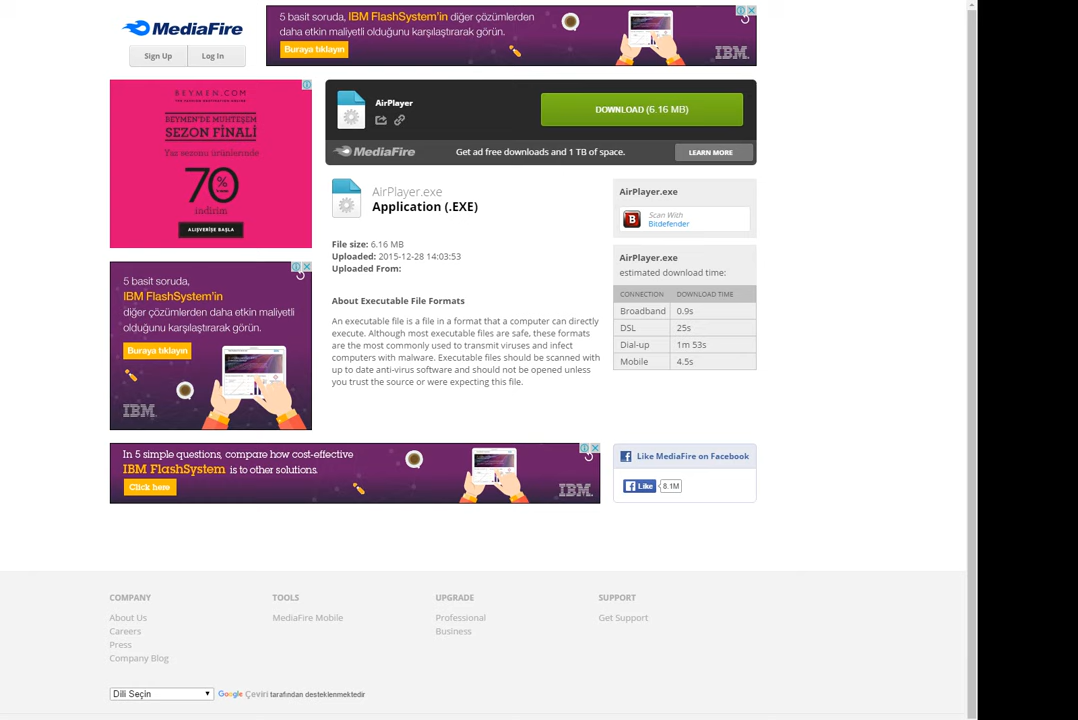 MediaFire
Sign Up
Log In
5 basit soruda, IBM FlashSystem'in diğer çözümlerden
daha etkin maliyetli olduğunu karşılaştırarak görün.
Buraya tıklayın
IBM
BEYMEN.COM
BEYMEN'DE MUHTEŞEM
SEZON FİNALİ
Yaz sezonu ürünlerinde
70 %
indirim
ALIŞVERİŞE BAŞLA
AirPlayer
DOWNLOAD (6.16 MB)
MediaFire
Get ad free downloads and 1 TB of space.
LEARN MORE
AirPlayer.exe
Application (.EXE)
File size: 6.16 MB
Uploaded: 2015-12-28 14:03:53
Uploaded From:
About Executable File Formats
An executable file is a file in a format that a computer can directly
execute. Although most executable files are safe, these formats
are the most commonly used to transmit viruses and infect
computers with malware. Executable files should be scanned with
up to date anti-virus software and should not be opened unless
you trust the source or were expecting this file.
AirPlayer.exe
B
Scan With
Bitdefender
AirPlayer.exe
estimated download time:
CONNECTION DOWNLOAD TIME
Broadband 0.9s
DSL 25s
Dial-up 1m 53s
Mobile 4.5s
5 basit soruda,
IBM FlashSystem'in
diğer çözümlerden daha etkin maliyetli
olduğunu karşılaştırarak görün.
Buraya tıklayın
IBM
In 5 simple questions, compare how cost-effective
IBM FlashSystem is to other solutions.
Click here
IBM
Like MediaFire on Facebook
Like 8.1M
COMPANY
About Us
Careers
Press
Company Blog
TOOLS
MediaFire Mobile
UPGRADE
Professional
Business
SUPPORT
Get Support
Dili Seçin
Google Çeviri tarafından desteklenmektedir